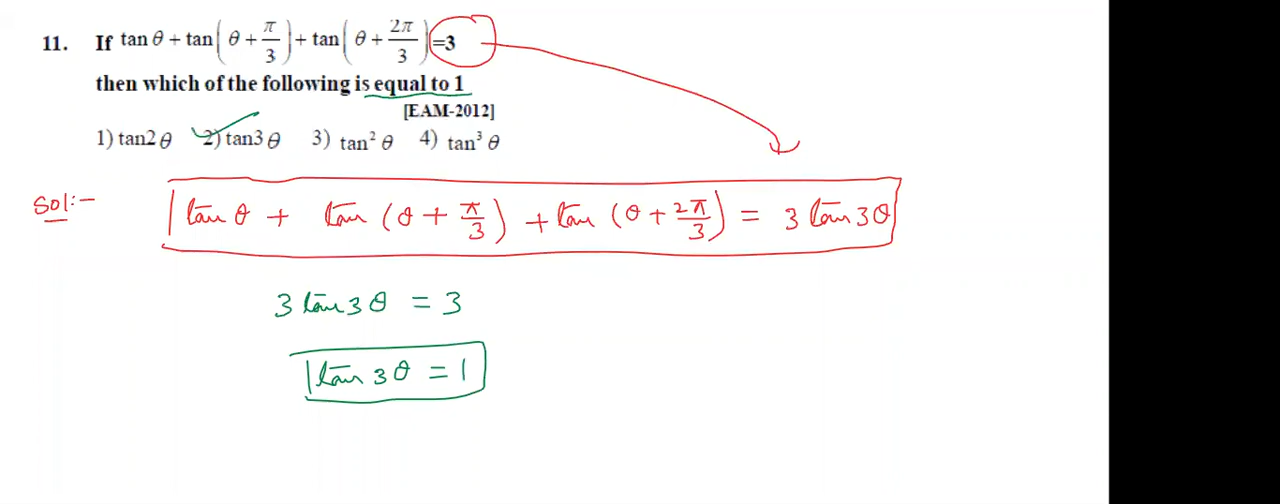 11. If tan θ + tan(θ + π/3) + tan(θ + 2π/3) =3
then which of the following is equal to 1
[EAM-2012]
1) tan2θ 2) tan3θ 3) tan² θ 4) tan³ θ
Sol:-
tan θ + tan (θ + π/3) + tan (θ + 2π/3) = 3 tan 3θ
3 tan 3θ = 3
tan 3θ = 1